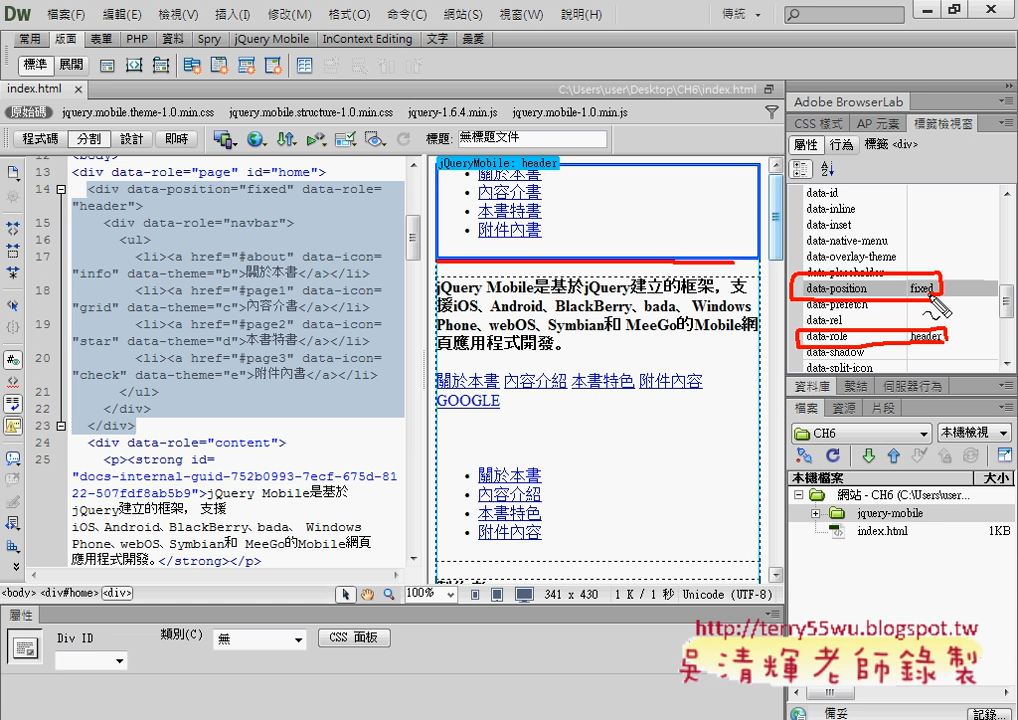 Dw 檔案(F) 編輯(E) 檢視(V) 插入(I) 修改(M) 格式(O) 命令(C) 網站(S) 視窗(W) 說明(H) 傳統
常用 版面 表單 PHP 資料 Spry jQuery Mobile InContext Editing 文字 最愛
標準 展開
index.html C:\Users\user\Desktop\CH6\index.html
原始碼 jquery.mobile.theme-1.0.min.css jquery.mobile.structure-1.0.min.css jquery-1.6.4.min.js jquery.mobile-1.0.min.js
程式碼 分割 設計 即時 標題: 無標題文件
12 <body>
13 <div data-role="page" id="home">
14 <div data-position="fixed" data-role=
"header">
15 <div data-role="navbar">
16 <ul>
17 <li><a href="#about" data-icon=
"info" data-theme="b">關於本書</a></li>
18 <li><a href="#page1" data-icon=
"grid" data-theme="c">內容介書</a></li>
19 <li><a href="#page2" data-icon=
"star" data-theme="d">本書特書</a></li>
20 <li><a href="#page3" data-icon=
"check" data-theme="e">附件內書</a></li>
21 </ul>
22 </div>
23 </div>
24 <div data-role="content">
25 <p><strong id=
"docs-internal-guid-752b0993-7ecf-675d-81
22-507fdf8ab5b9">jQuery Mobile是基於
jQuery建立的框架，支援
iOS、Android、BlackBerry、bada、 Windows
Phone、webOS、Symbian和 MeeGo的Mobile網頁
應用程式開發。</strong></p>
jQueryMobile: header
關於本書
內容介書
本書特書
附件內書
jQuery Mobile是基於jQuery建立的框架，支
援iOS、Android、BlackBerry、bada、 Windows
Phone、webOS、Symbian和 MeeGo的Mobile網
頁應用程式開發。
關於本書 內容介紹 本書特色 附件內容
GOOGLE
關於本書
內容介紹
本書特色
附件內容
<body> <div#home> <div> 100% 341 x 430 1 K / 1 秒 Unicode (UTF-8)
屬性
Div ID 類別(C) 無 CSS 面板
Adobe BrowserLab
CSS 樣式 AP 元素 標籤檢視窗
屬性 行為 標籤 <div>
data-id
data-inline
data-inset
data-native-menu
data-overlay-theme
data-placeholder
data-position fixed
data-prefetch
data-rel
data-role header
data-shadow
data-split-icon
資料庫 繫結 伺服器行為
檔案 資源 片段
CH6 本機檢視
本機檔案 大小
網站 - CH6 (C:\Users\user...
jquery-mobile
index.html 1KB
http://terry55wu.blogspot.tw
吳清輝老師錄製
備妥 記錄...